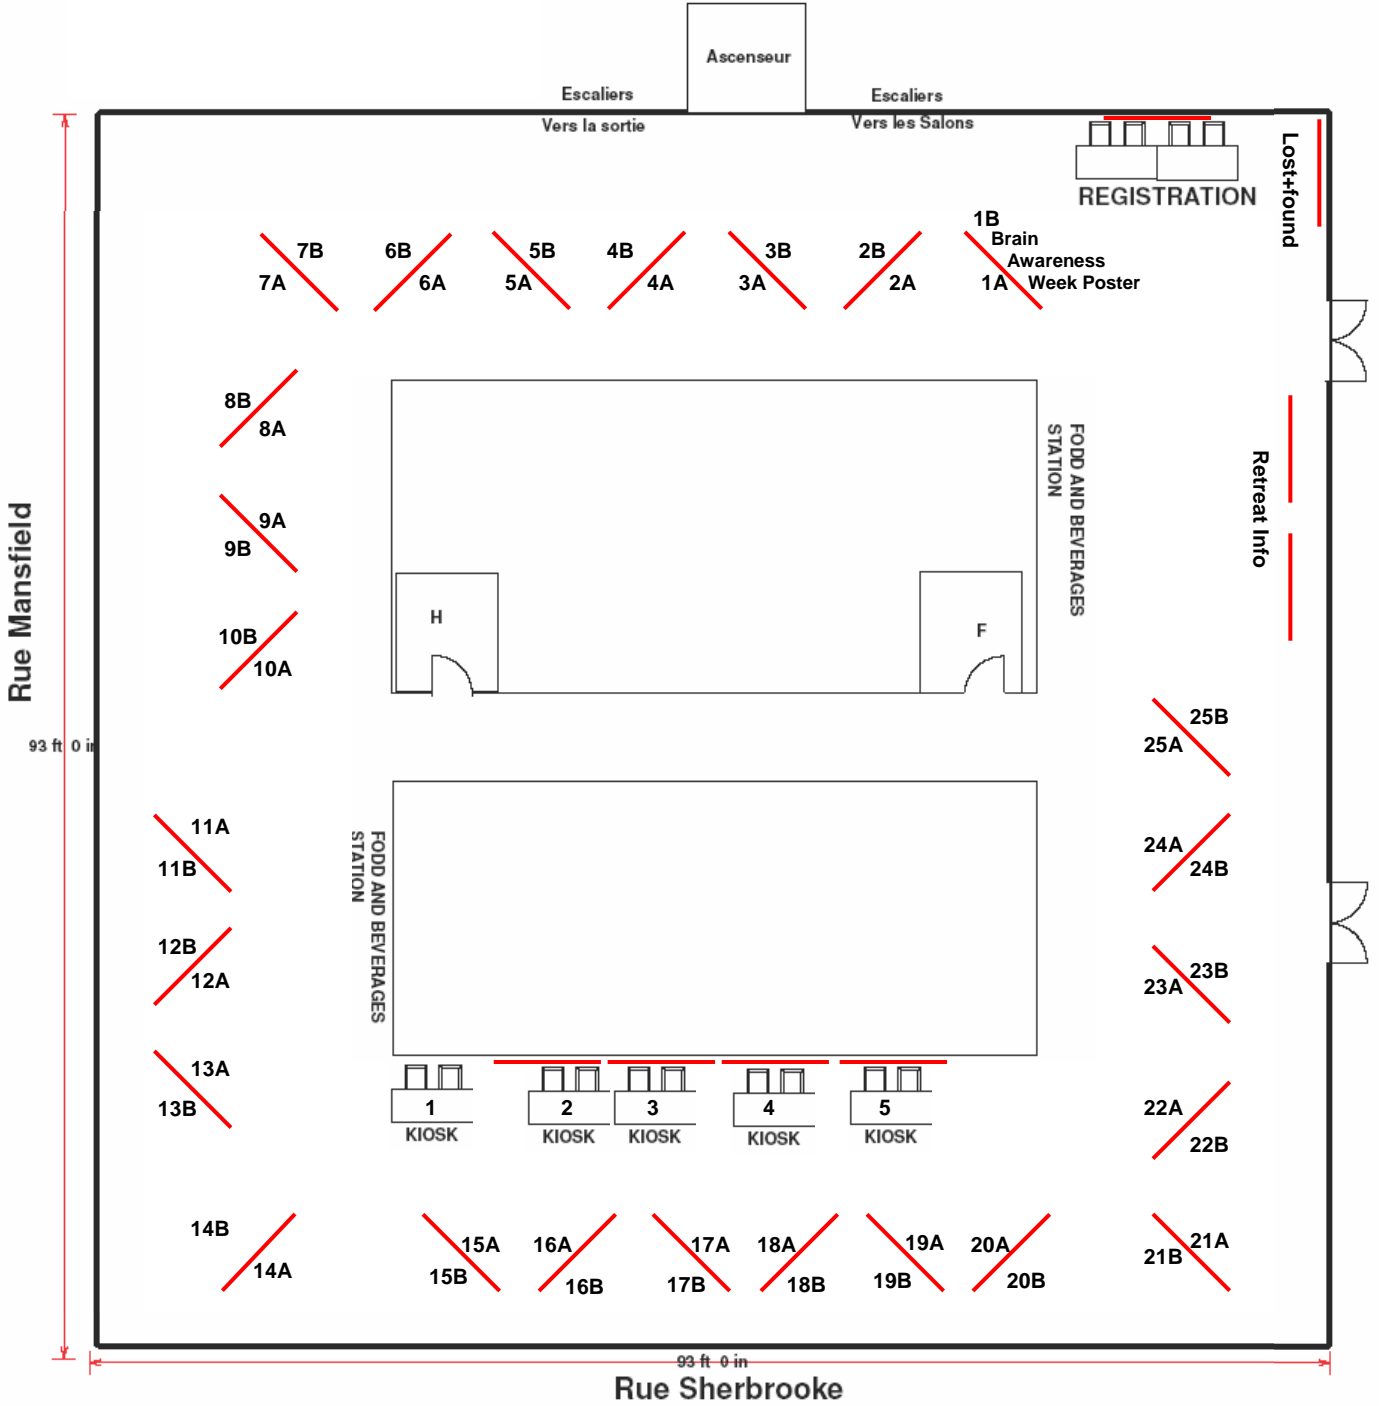 Ascenseur
Escaliers
Escaliers
Vers la sortie
Vers les Salons
REGISTRATION
Lost+found
1B
Brain
Awareness
Week Poster
1A
7B
6B
5B
4B
3B
2B
7A
6A
5A
4A
3A
2A
8B
8A
9A
9B
10B
10A
FODD AND BEVERAGES
STATION
Retreat Info
H
F
Rue Mansfield
93 ft 0 in
25B
25A
11A
11B
24A
24B
12B
12A
23B
23A
FODD AND BEVERAGES
STATION
13A
13B
1
2
3
4
5
KIOSK
KIOSK
KIOSK
KIOSK
KIOSK
22A
22B
14B
14A
15A
15B
16A
16B
17A
17B
18A
18B
19A
19B
20A
20B
21A
21B
93 ft 0 in
Rue Sherbrooke